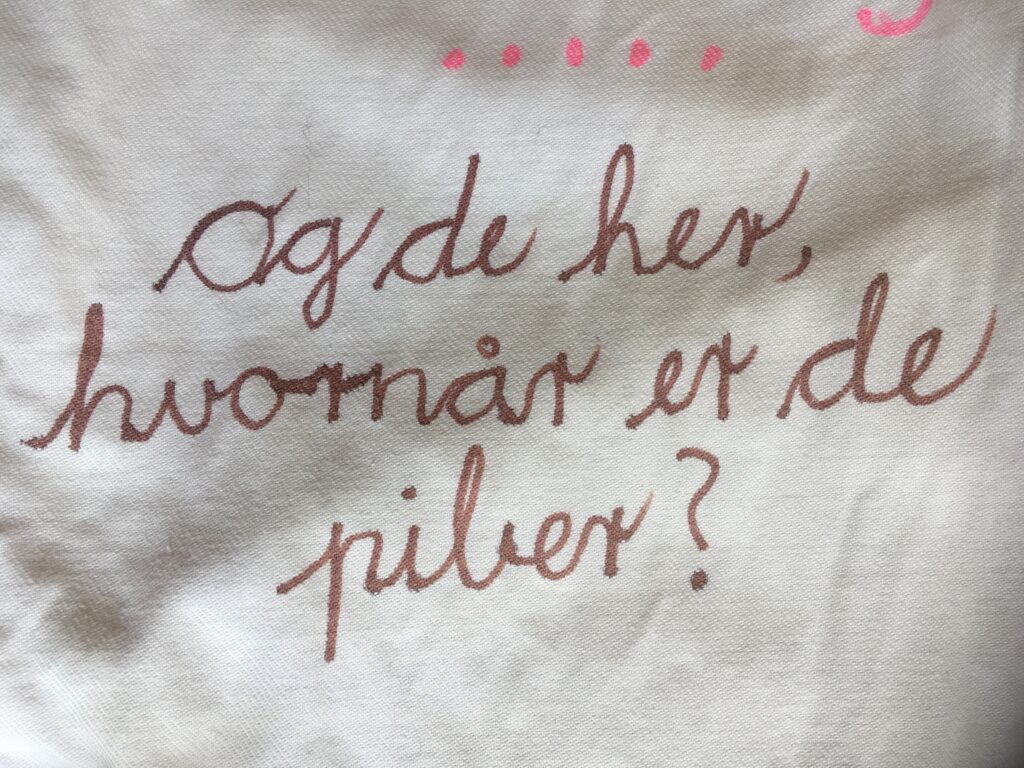 .....
Og de her,
hvornår er de
piber?